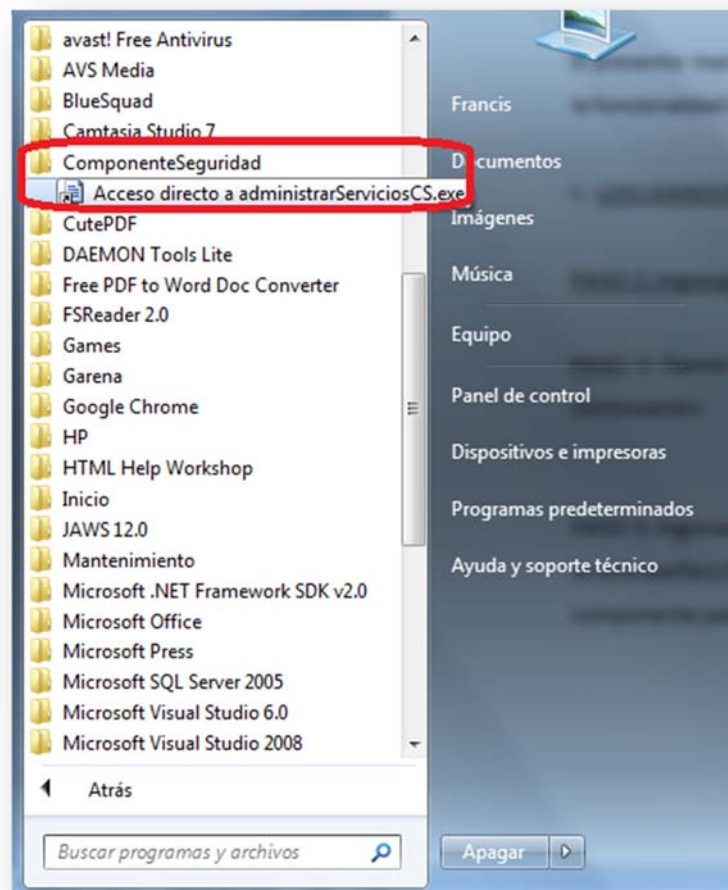 avast! Free Antivirus
AVS Media
BlueSquad
Camtasia Studio 7
ComponenteSeguridad
Acceso directo a administrarServiciosCS.exe
CutePDF
DAEMON Tools Lite
Free PDF to Word Doc Converter
FSReader 2.0
Games
Garena
Google Chrome
HP
HTML Help Workshop
Inicio
JAWS 12.0
Mantenimiento
Microsoft .NET Framework SDK v2.0
Microsoft Office
Microsoft Press
Microsoft SQL Server 2005
Microsoft Visual Studio 6.0
Microsoft Visual Studio 2008
Atrás
Buscar programas y archivos
Francis
Documentos
Imágenes
Música
Equipo
Panel de control
Dispositivos e impresoras
Programas predeterminados
Ayuda y soporte técnico
Apagar